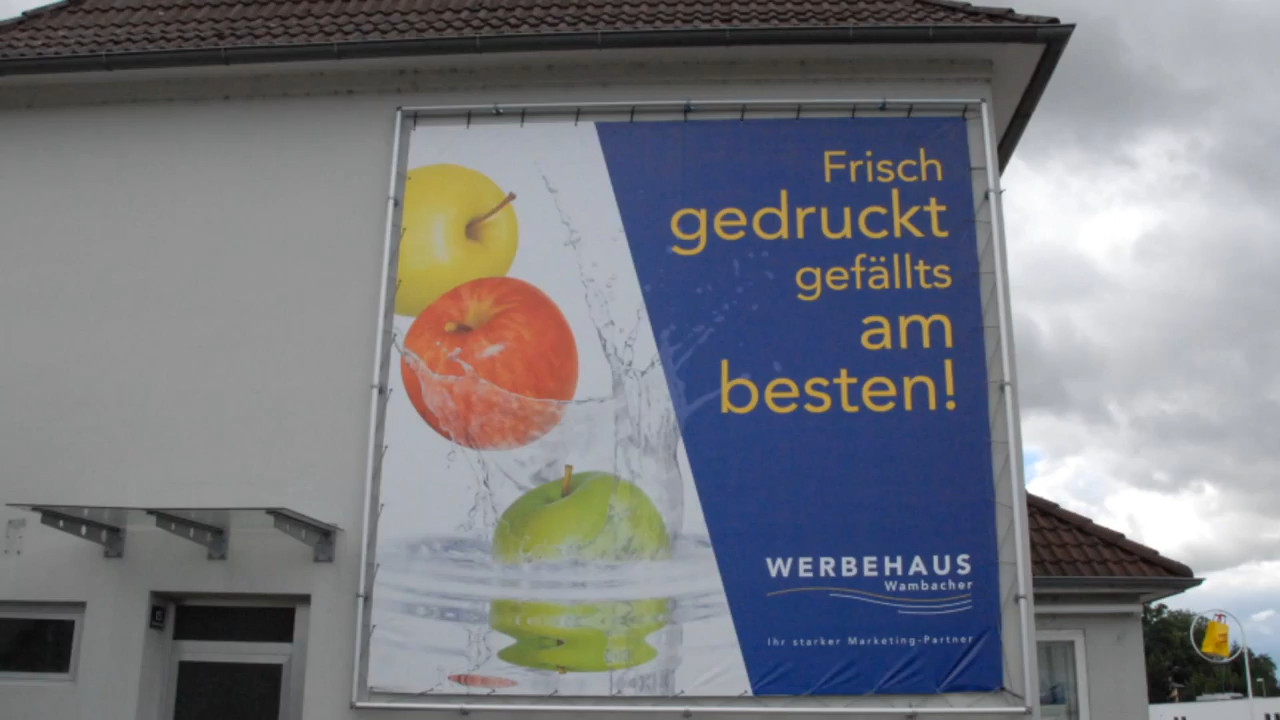 Frisch
gedruckt
gefällts
am
besten!
WERBEHAUS
Wambacher
Ihr starker Marketing-Partner